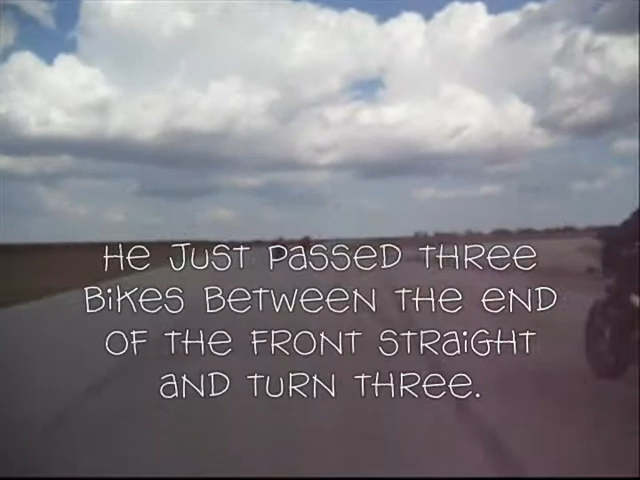 He just passed three
bikes between the end
of the front straight
and turn three.